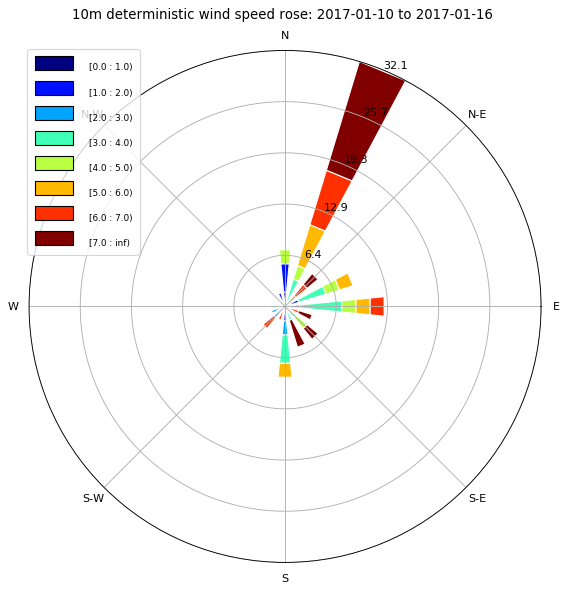 10m deterministic wind speed rose: 2017-01-10 to 2017-01-16
N
[0.0 : 1.0)
[1.0 : 2.0)
[2.0 : 3.0)
[3.0 : 4.0)
[4.0 : 5.0)
[5.0 : 6.0)
[6.0 : 7.0)
[7.0 : inf)
N-W
32.1
25.7
19.3
12.9
6.4
N-E
W
E
S-W
S-E
S